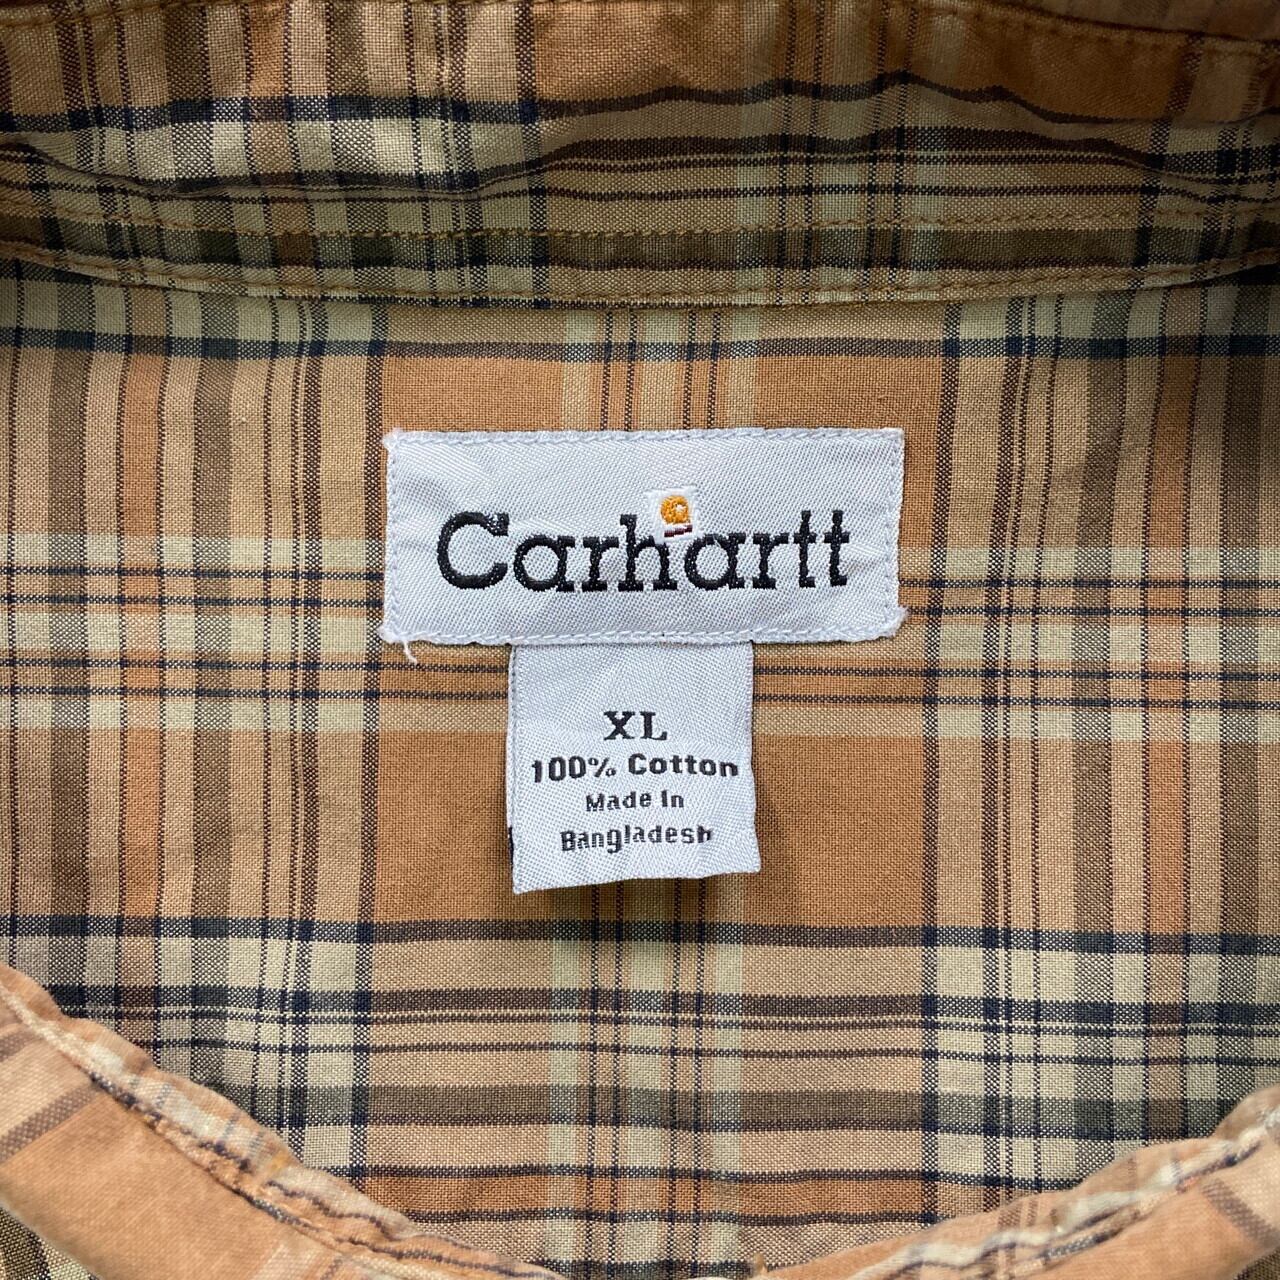 Carhartt
XL
100% Cotton
Made In
Bangladesh